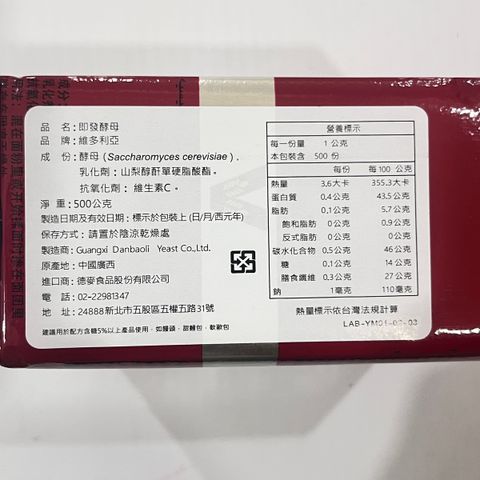 品　　名：即發酵母
品　　牌：維多利亞
成　　份：酵母 (Saccharomyces cerevisiae)，
乳化劑：山梨醇酐單硬脂酸酯，
抗氧化劑：維生素C。
淨　　重：500公克
製造日期及有效日期：標示於包裝上 (日/月/西元年)
保存方式：請置於陰涼乾燥處
製造商：Guangxi Danbaoli Yeast Co.,Ltd.
原產地：中國廣西
進口商：德麥食品股份有限公司
電　　話：02-22981347
地　　址：24888新北市五股區五權五路31號
建議用於配方含糖5%以上產品使用，如饅頭，甜麵包，軟歐包
營養標示
每一份量　1 公克
本包裝含　500 份
每份　每 100 公克
熱量　3.6大卡　355.3大卡
蛋白質　0.4公克　43.5公克
脂肪　0.1公克　5.7公克
飽和脂肪　0公克　0.9公克
反式脂肪　0公克　0公克
碳水化合物　0.5公克　46公克
糖　0.1公克　14公克
膳食纖維　0.3公克　27公克
鈉　1毫克　110毫克
熱量標示依台灣法規計算